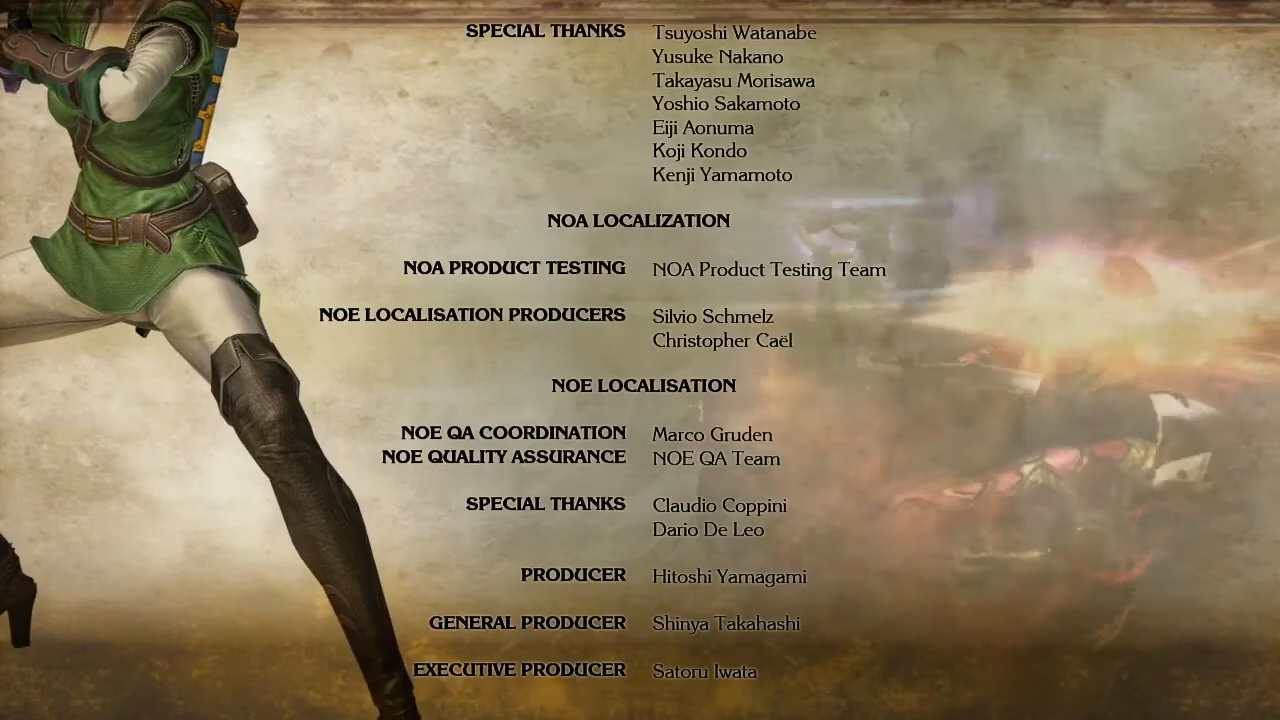 SPECIAL THANKS Tsuyoshi Watanabe
Yusuke Nakano
Takayasu Morisawa
Yoshio Sakamoto
Eiji Aonuma
Koji Kondo
Kenji Yamamoto
NOA LOCALIZATION
NOA PRODUCT TESTING NOA Product Testing Team
NOE LOCALISATION PRODUCERS Silvio Schmelz
Christopher Caël
NOE LOCALISATION
NOE QA COORDINATION Marco Gruden
NOE QUALITY ASSURANCE NOE QA Team
SPECIAL THANKS Claudio Coppini
Dario De Leo
PRODUCER Hitoshi Yamagami
GENERAL PRODUCER Shinya Takahashi
EXECUTIVE PRODUCER Satoru Iwata